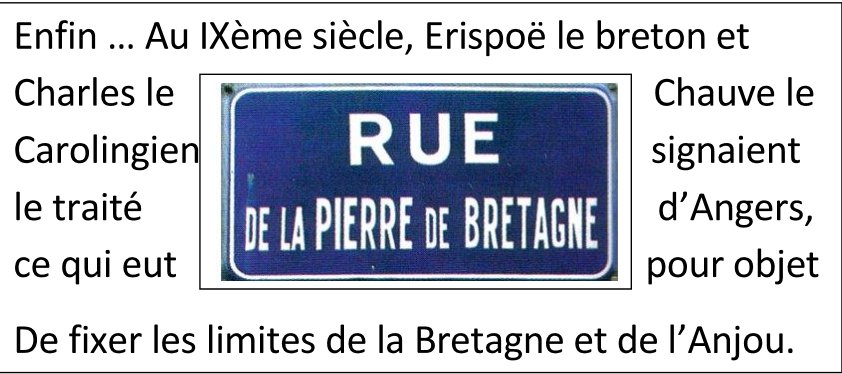 Enfin … Au IXème siècle, Erispoë le breton et
Charles le Chauve le
Carolingien signaient
le traité d’Angers,
ce qui eut pour objet
RUE
DE LA PIERRE DE BRETAGNE
De fixer les limites de la Bretagne et de l’Anjou.